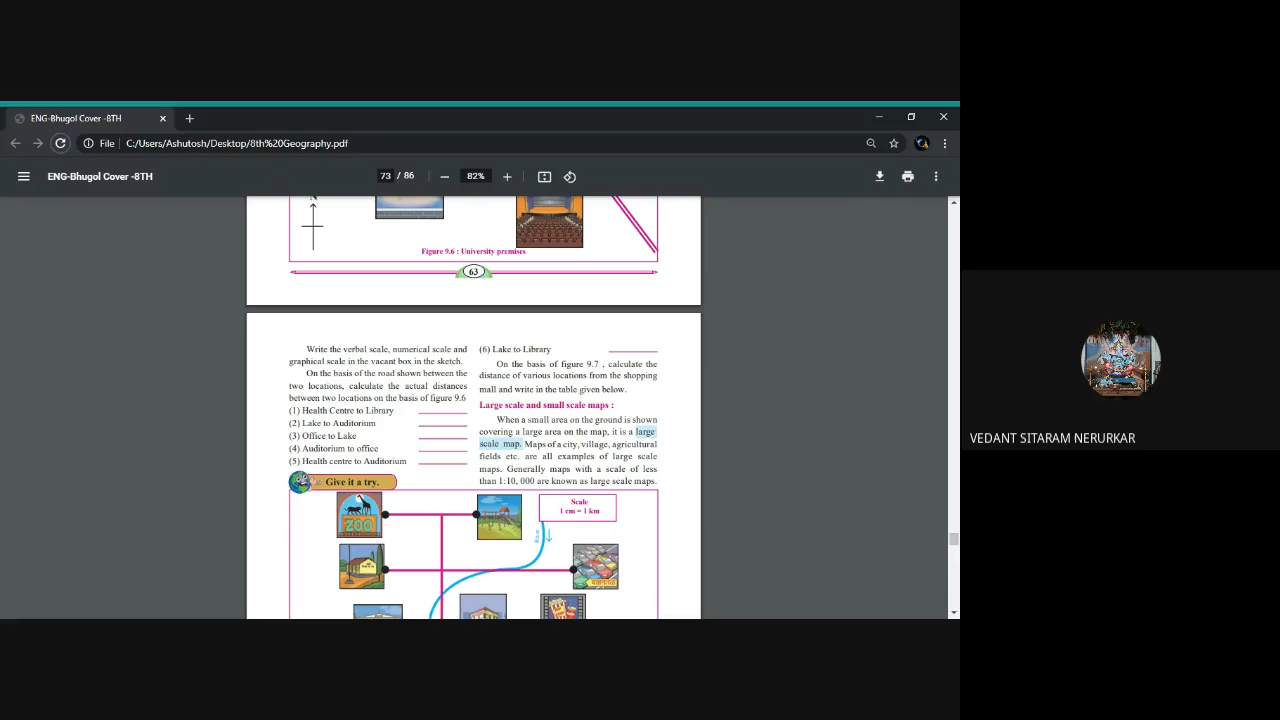 ENG-Bhugol Cover -8TH
File C:/Users/Ashutosh/Desktop/8th%20Geography.pdf
ENG-Bhugol Cover -8TH
73 / 86
82%
N
Figure 9.6 : University premises
63
Write the verbal scale, numerical scale and
graphical scale in the vacant box in the sketch.
On the basis of the road shown between the
two locations, calculate the actual distances
between two locations on the basis of figure 9.6
(1) Health Centre to Library
(2) Lake to Auditorium
(3) Office to Lake
(4) Auditorium to office
(5) Health centre to Auditorium
Give it a try.
(6) Lake to Library
On the basis of figure 9.7 , calculate the
distance of various locations from the shopping
mall and write in the table given below.
Large scale and small scale maps :
When a small area on the ground is shown
covering a large area on the map, it is a large
scale map. Maps of a city, village, agricultural
fields etc. are all examples of large scale
maps. Generally maps with a scale of less
than 1:10, 000 are known as large scale maps.
ZOO
Scale
1 cm = 1 km
River
वाहनतळ
VEDANT SITARAM NERURKAR